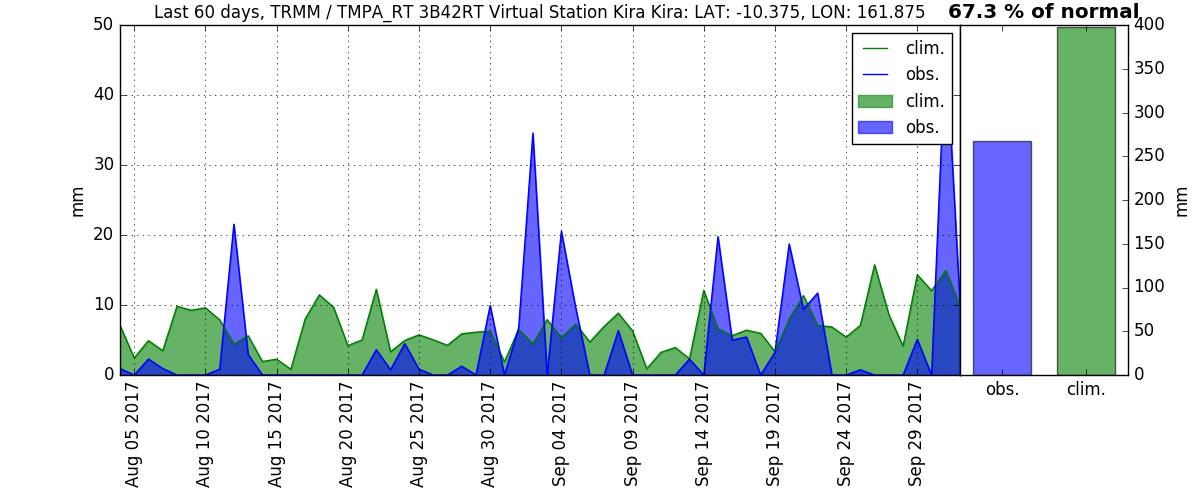 Last 60 days, TRMM / TMPA_RT 3B42RT Virtual Station Kira Kira: LAT: -10.375, LON: 161.875
67.3 % of normal
50
40
30
20
10
0
mm
clim.
obs.
clim.
obs.
400
350
300
250
200
150
100
50
0
mm
Aug 05 2017
Aug 10 2017
Aug 15 2017
Aug 20 2017
Aug 25 2017
Aug 30 2017
Sep 04 2017
Sep 09 2017
Sep 14 2017
Sep 19 2017
Sep 24 2017
Sep 29 2017
obs.
clim.